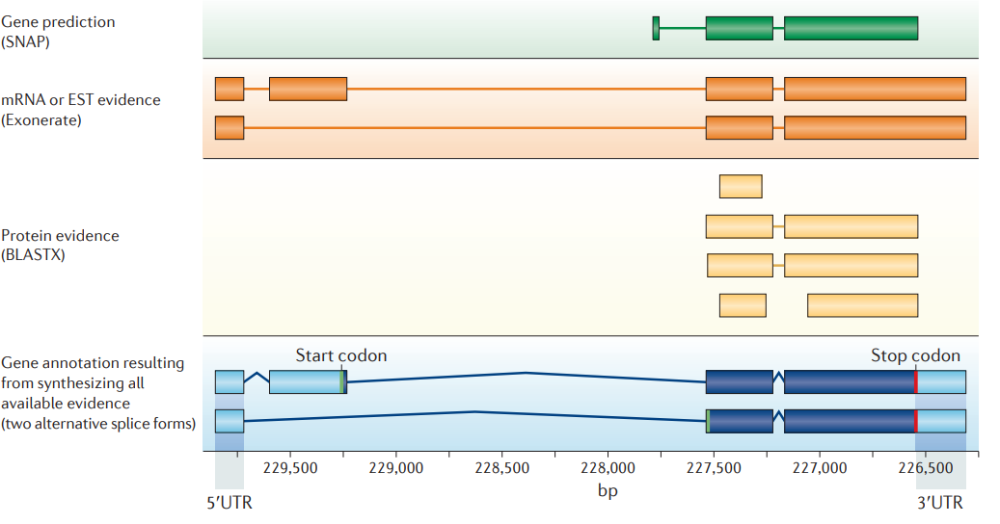 Gene prediction
(SNAP)
mRNA or EST evidence
(Exonerate)
Protein evidence
(BLASTX)
Gene annotation resulting
from synthesizing all
available evidence
(two alternative splice forms)
Start codon
Stop codon
229,500
229,000
228,500
228,000
227,500
227,000
226,500
bp
5′UTR
3′UTR